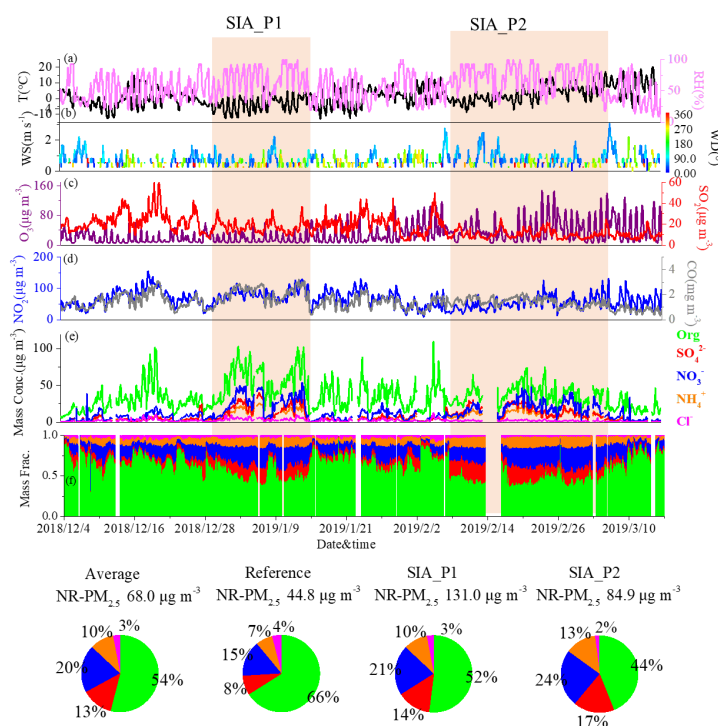 SIA_P1 SIA_P2
(a)
T(°C)
20
10
0
-10
100
50
RH(%)
(b)
WS(m s⁻¹)
2
0
360
270
180
90.0
0.00
WD(°)
(c)
O₃(μg m⁻³)
160
80
0
60
40
20
0
SO₂(μg m⁻³)
(d)
NO₂(μg m⁻³)
200
100
0
4
2
0
CO(mg m⁻³)
(e)
Mass Conc.(μg m⁻³)
100
75
50
25
0
Org
SO₄²⁻
NO₃⁻
NH₄⁺
Cl⁻
(f)
Mass Frac.
1.0
0.5
0.0
2018/12/4 2018/12/16 2018/12/28 2019/1/9 2019/1/21 2019/2/2 2019/2/14 2019/2/26 2019/3/10
Date&time
Average Reference SIA_P1 SIA_P2
NR-PM₂.₅ 68.0 μg m⁻³ NR-PM₂.₅ 44.8 μg m⁻³ NR-PM₂.₅ 131.0 μg m⁻³ NR-PM₂.₅ 84.9 μg m⁻³
10% 3% 7% 4% 10% 3% 13% 2%
20% 54% 15% 66% 21% 52% 24% 44%
13% 8% 14% 17%